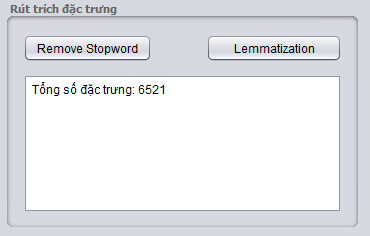 Rút trích đặc trưng
Remove Stopword Lemmatization
Tổng số đặc trưng: 6521